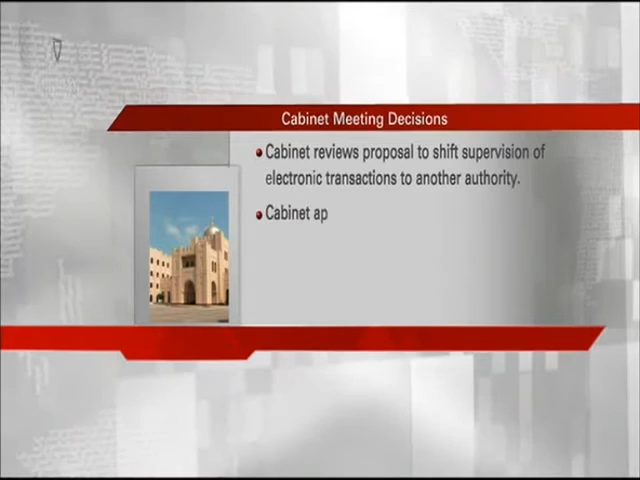 Cabinet Meeting Decisions
Cabinet reviews proposal to shift supervision of
electronic transactions to another authority.
Cabinet ap